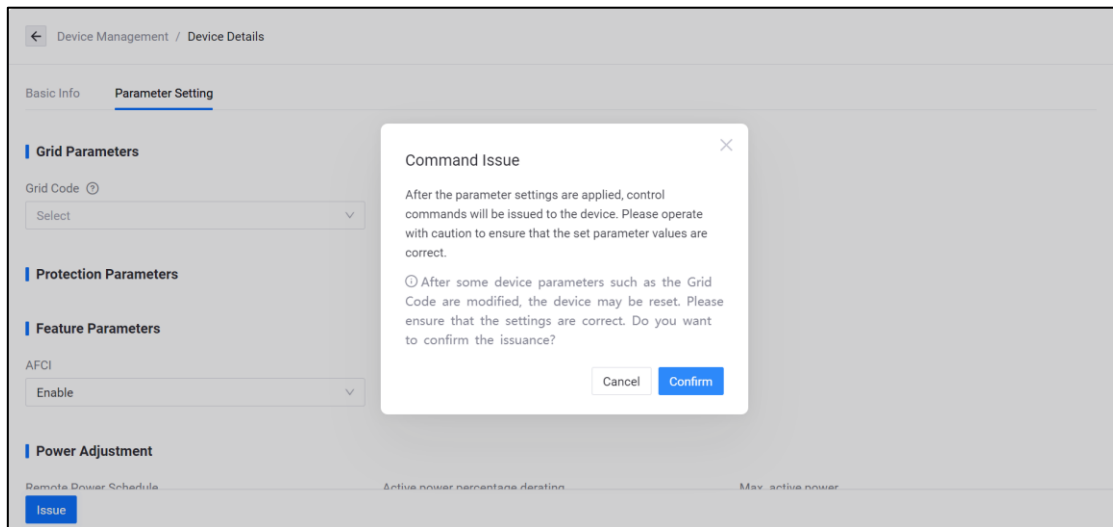 Device Management / Device Details
Basic Info Parameter Setting
Grid Parameters
Grid Code
Select
Protection Parameters
Feature Parameters
AFCI
Enable
Power Adjustment
Remote Power Schedule Active power percentage derating Max. active power
Issue
Command Issue
After the parameter settings are applied, control
commands will be issued to the device. Please operate
with caution to ensure that the set parameter values are
correct.
After some device parameters such as the Grid
Code are modified, the device may be reset. Please
ensure that the settings are correct. Do you want
to confirm the issuance?
Cancel Confirm